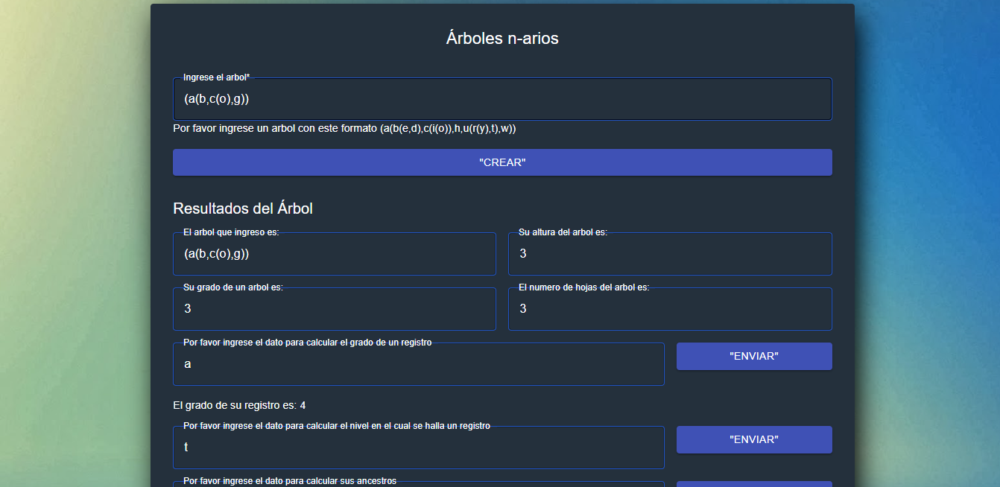 Árboles n-arios
Ingrese el arbol*
(a(b,c(o),g))
Por favor ingrese un arbol con este formato (a(b(e,d),c(i(o)),h,u(r(y),t),w))
"CREAR"
Resultados del Árbol
El arbol que ingreso es:
(a(b,c(o),g))
Su altura del arbol es:
3
Su grado de un arbol es:
3
El numero de hojas del arbol es:
3
Por favor ingrese el dato para calcular el grado de un registro
a
"ENVIAR"
El grado de su registro es: 4
Por favor ingrese el dato para calcular el nivel en el cual se halla un registro
t
"ENVIAR"
Por favor ingrese el dato para calcular sus ancestros